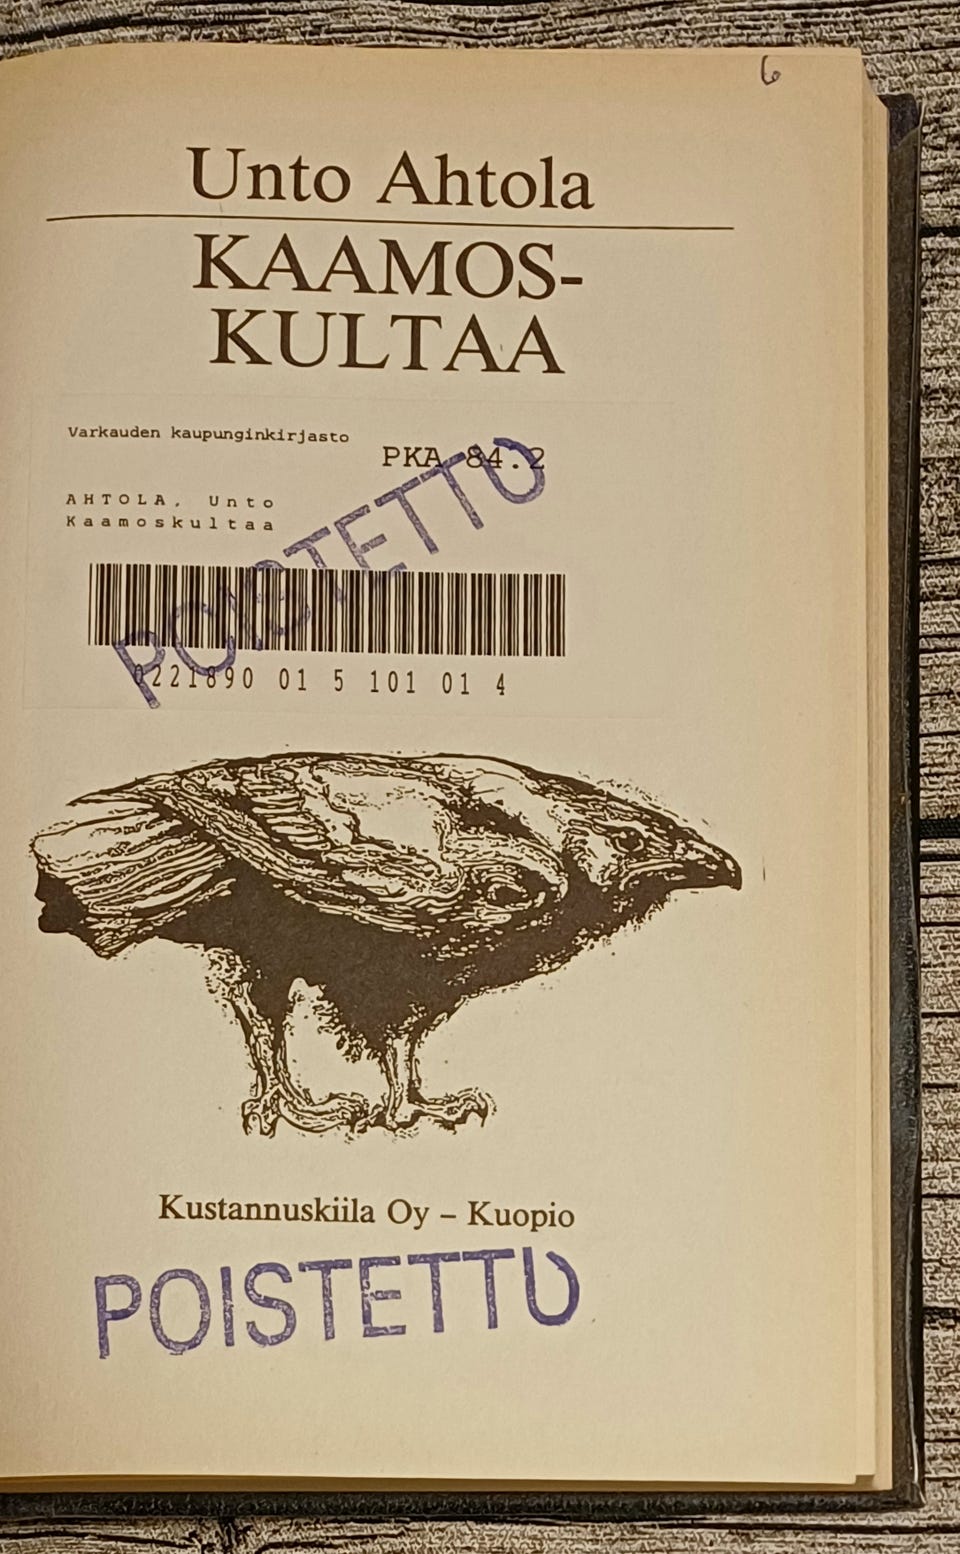 6
Unto Ahtola
KAAMOS-
KULTAA
Varkauden kaupunginkirjasto
PKA 84.2
AHTOLA, Unto
Kaamoskultaa
POISTETTU
0221890 01 5 101 01 4
Kustannuskiila Oy – Kuopio
POISTETTU